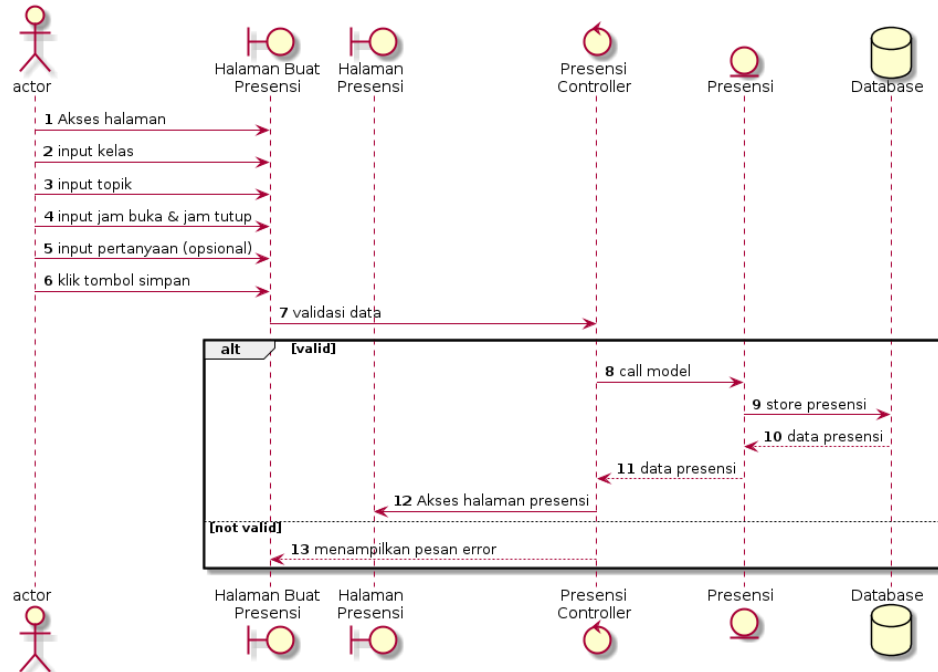 actor
Halaman Buat
Presensi
Halaman
Presensi
Presensi
Controller
Presensi
Database
1 Akses halaman
2 input kelas
3 input topik
4 input jam buka & jam tutup
5 input pertanyaan (opsional)
6 klik tombol simpan
7 validasi data
alt [valid]
8 call model
9 store presensi
10 data presensi
11 data presensi
12 Akses halaman presensi
[not valid]
13 menampilkan pesan error
actor
Halaman Buat
Presensi
Halaman
Presensi
Presensi
Controller
Presensi
Database